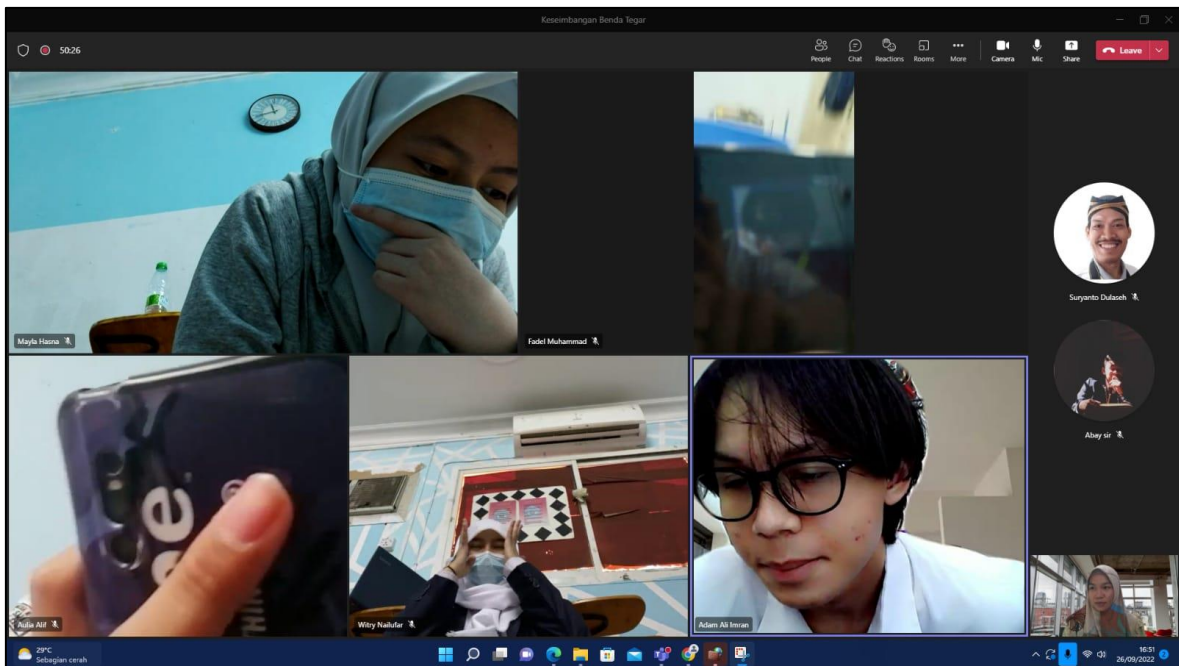 Keseimbangan Benda Tegar
50:26
People
Chat
Reactions
Rooms
More
Camera
Mic
Share
Leave
Mayla Hasna
Fadel Muhammad
Suryanto Dulaseh
Abay sir
Aulia Alif
Witry Nailufar
Adam Ali Imran
29°C
Sebagian cerah
16:51
26/09/2022